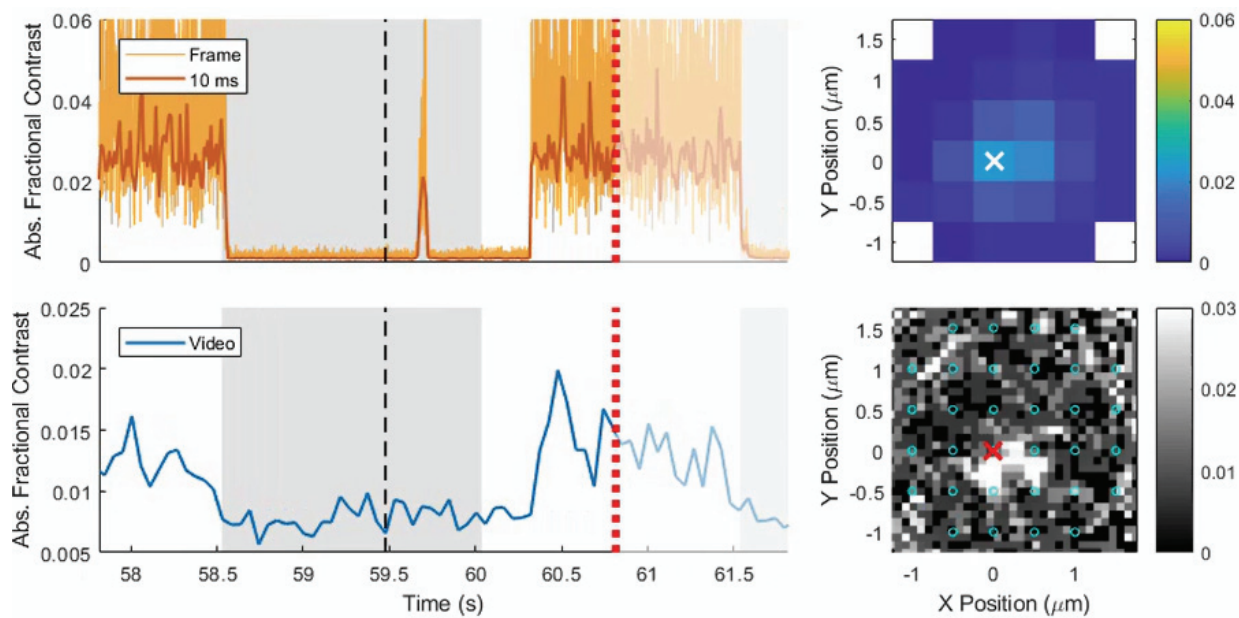 Abs. Fractional Contrast
0.06
0.04
0.02
0
Frame
10 ms
Y Position (μm)
1.5
1
0.5
0
-0.5
-1
0.06
0.04
0.02
0
Abs. Fractional Contrast
0.025
0.02
0.015
0.01
0.005
Video
58 58.5 59 59.5 60 60.5 61 61.5
Time (s)
Y Position (μm)
1.5
1
0.5
0
-0.5
-1
-1 0 1
X Position (μm)
0.03
0.02
0.01
0